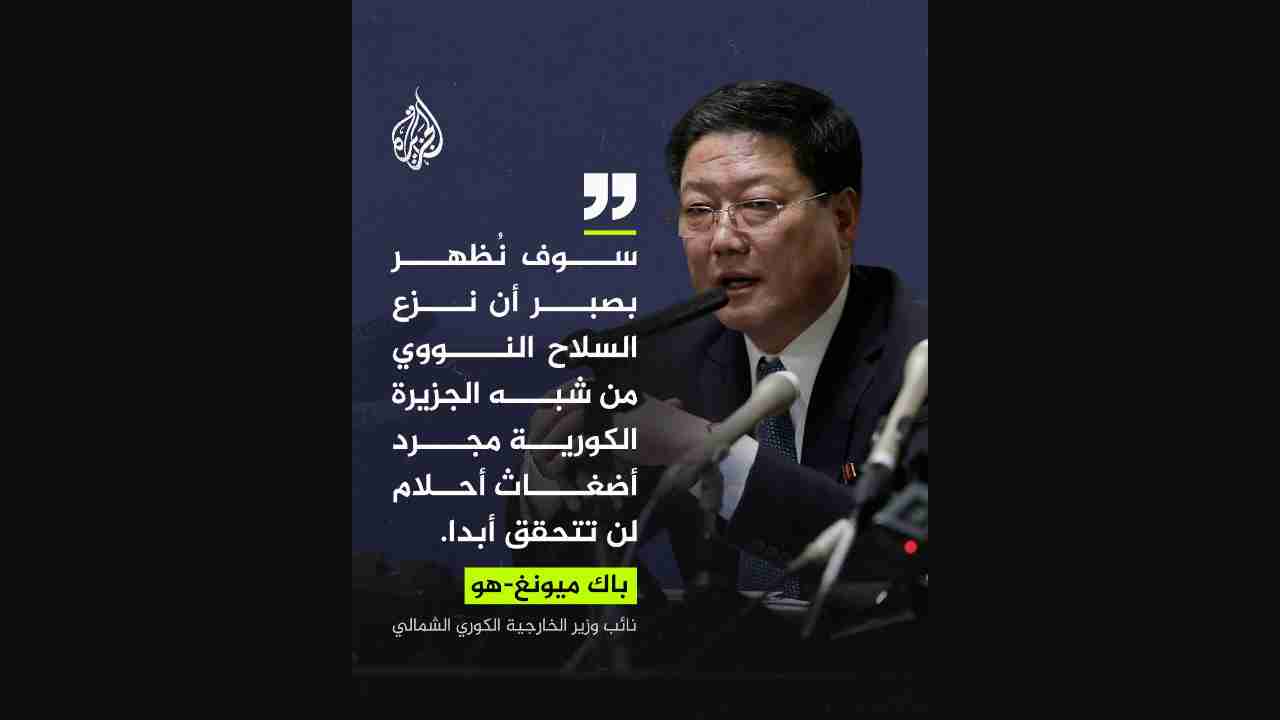 الجزيرة
سوف نُظهر
بصبر أن نزع
السلاح النووي
من شبه الجزيرة
الكورية مجرد
أضغاث أحلام
لن تتحقق أبدا.
باك ميونغ-هو
نائب وزير الخارجية الكوري الشمالي